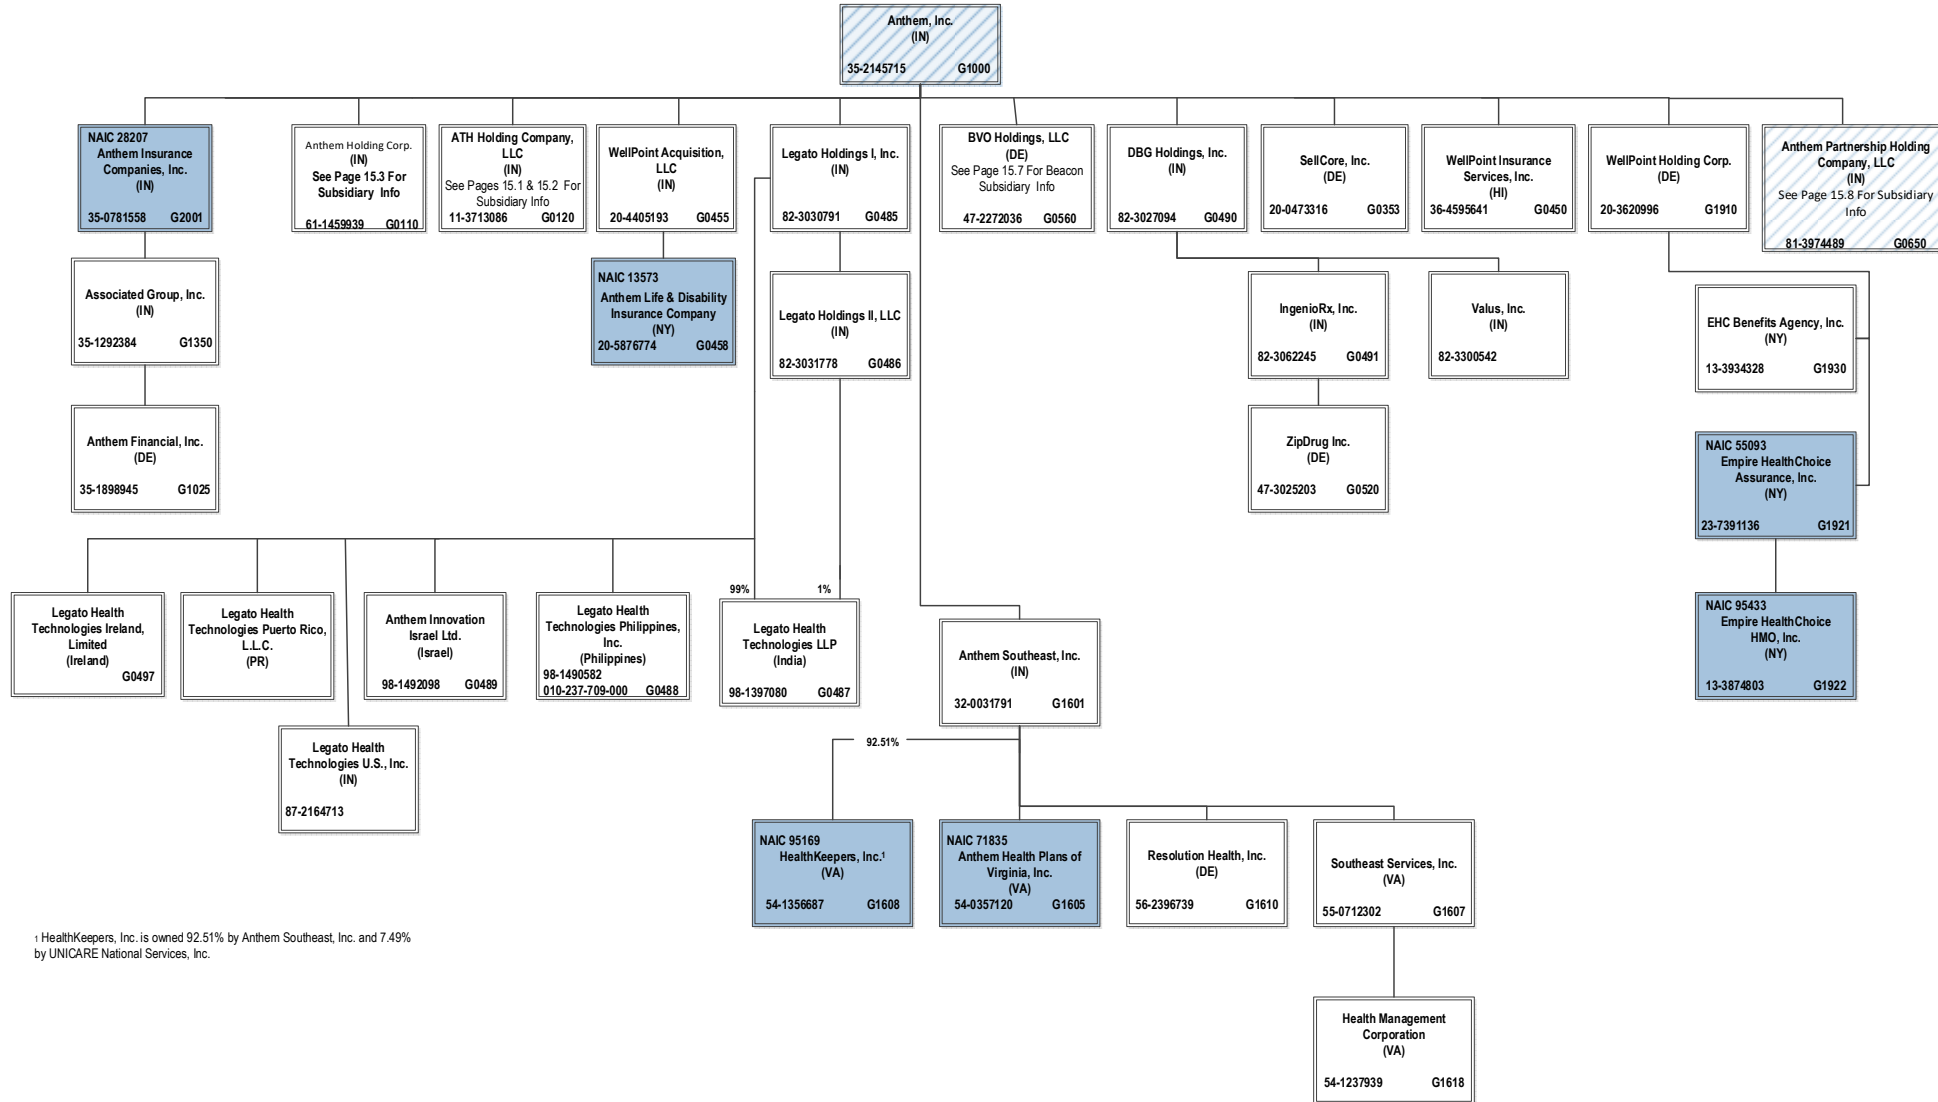 Anthem, Inc.
(IN)
35-2145715 G1000
NAIC 28207
Anthem Insurance
Companies, Inc.
(IN)
35-0781558 G2001
Anthem Holding Corp.
(IN)
See Page 15.3 For
Subsidiary Info
61-1459939 G0110
ATH Holding Company,
LLC
(IN)
See Pages 15.1 & 15.2 For
Subsidiary Info
11-3713086 G0120
WellPoint Acquisition,
LLC
(IN)
20-4405193 G0455
Legato Holdings I, Inc.
(IN)
82-3030791 G0485
BVO Holdings, LLC
(DE)
See Page 15.7 For Beacon
Subsidiary Info
47-2272036 G0560
DBG Holdings, Inc.
(IN)
82-3027094 G0490
SellCore, Inc.
(DE)
20-0473316 G0353
WellPoint Insurance
Services, Inc.
(HI)
36-4595641 G0450
WellPoint Holding Corp.
(DE)
20-3620996 G1910
Anthem Partnership Holding
Company, LLC
(IN)
See Page 15.8 For Subsidiary
Info
81-3974489 G0650
Associated Group, Inc.
(IN)
35-1292384 G1350
NAIC 13573
Anthem Life & Disability
Insurance Company
(NY)
20-5876774 G0458
Legato Holdings II, LLC
(IN)
82-3031778 G0486
IngenioRx, Inc.
(IN)
82-3062245 G0491
Valus, Inc.
(IN)
82-3300542
EHC Benefits Agency, Inc.
(NY)
13-3934328 G1930
Anthem Financial, Inc.
(DE)
35-1898945 G1025
ZipDrug Inc.
(DE)
47-3025203 G0520
NAIC 55093
Empire HealthChoice
Assurance, Inc.
(NY)
23-7391136 G1921
99% 1%
Legato Health
Technologies Ireland,
Limited
(Ireland)
G0497
Legato Health
Technologies Puerto Rico,
L.L.C.
(PR)
Anthem Innovation
Israel Ltd.
(Israel)
98-1492098 G0489
Legato Health
Technologies Philippines,
Inc.
(Philippines)
98-1490582
010-237-709-000 G0488
Legato Health
Technologies LLP
(India)
98-1397080 G0487
Anthem Southeast, Inc.
(IN)
32-0031791 G1601
NAIC 95433
Empire HealthChoice
HMO, Inc.
(NY)
13-3874803 G1922
Legato Health
Technologies U.S., Inc.
(IN)
87-2164713
92.51%
NAIC 95169
HealthKeepers, Inc.¹
(VA)
54-1356687 G1608
NAIC 71835
Anthem Health Plans of
Virginia, Inc.
(VA)
54-0357120 G1605
Resolution Health, Inc.
(DE)
56-2396739 G1610
Southeast Services, Inc.
(VA)
55-0712302 G1607
¹ HealthKeepers, Inc. is owned 92.51% by Anthem Southeast, Inc. and 7.49%
by UNICARE National Services, Inc.
Health Management
Corporation
(VA)
54-1237939 G1618